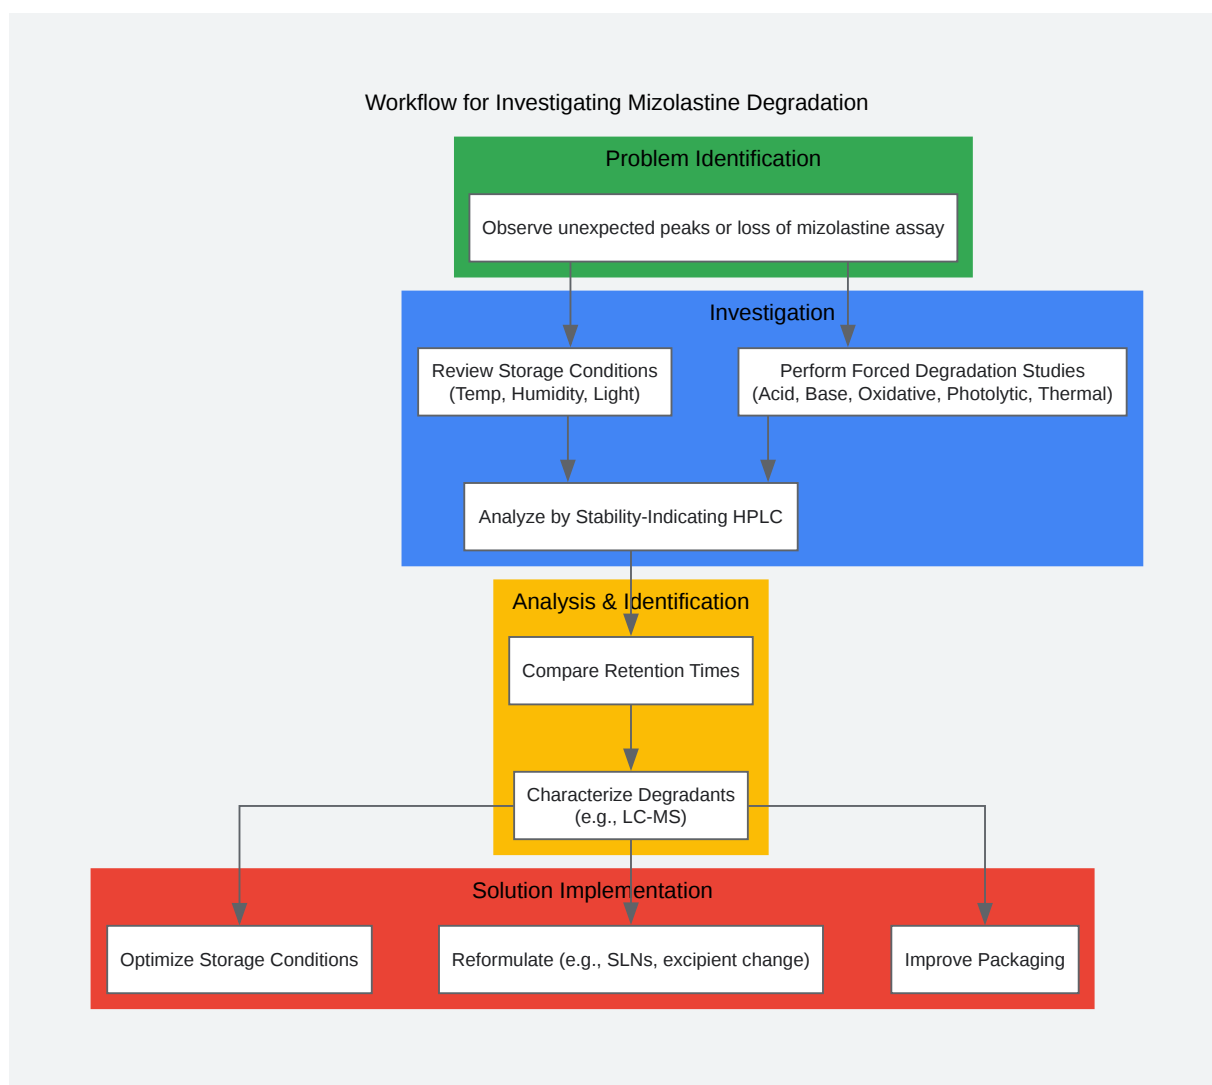 Workflow for Investigating Mizolastine Degradation
Problem Identification
Observe unexpected peaks or loss of mizolastine assay
Investigation
Review Storage Conditions
(Temp, Humidity, Light)
Perform Forced Degradation Studies
(Acid, Base, Oxidative, Photolytic, Thermal)
Analyze by Stability-Indicating HPLC
Analysis & Identification
Compare Retention Times
Characterize Degradants
(e.g., LC-MS)
Solution Implementation
Optimize Storage Conditions
Reformulate (e.g., SLNs, excipient change)
Improve Packaging